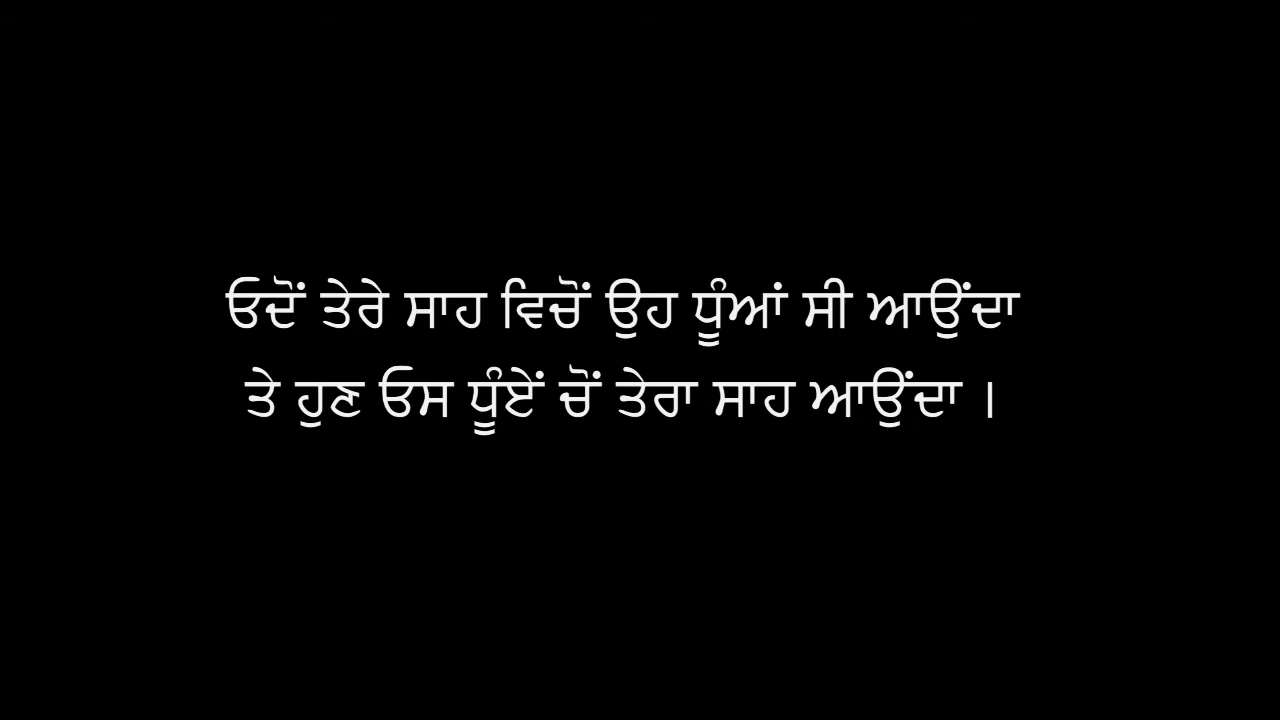 ਓਦੋਂ ਤੇਰੇ ਸਾਹ ਵਿਚੋਂ ਉਹ ਧੂੰਆਂ ਸੀ ਆਉਂਦਾ
ਤੇ ਹੁਣ ਓਸ ਧੂੰਏਂ ਚੋਂ ਤੇਰਾ ਸਾਹ ਆਉਂਦਾ ।